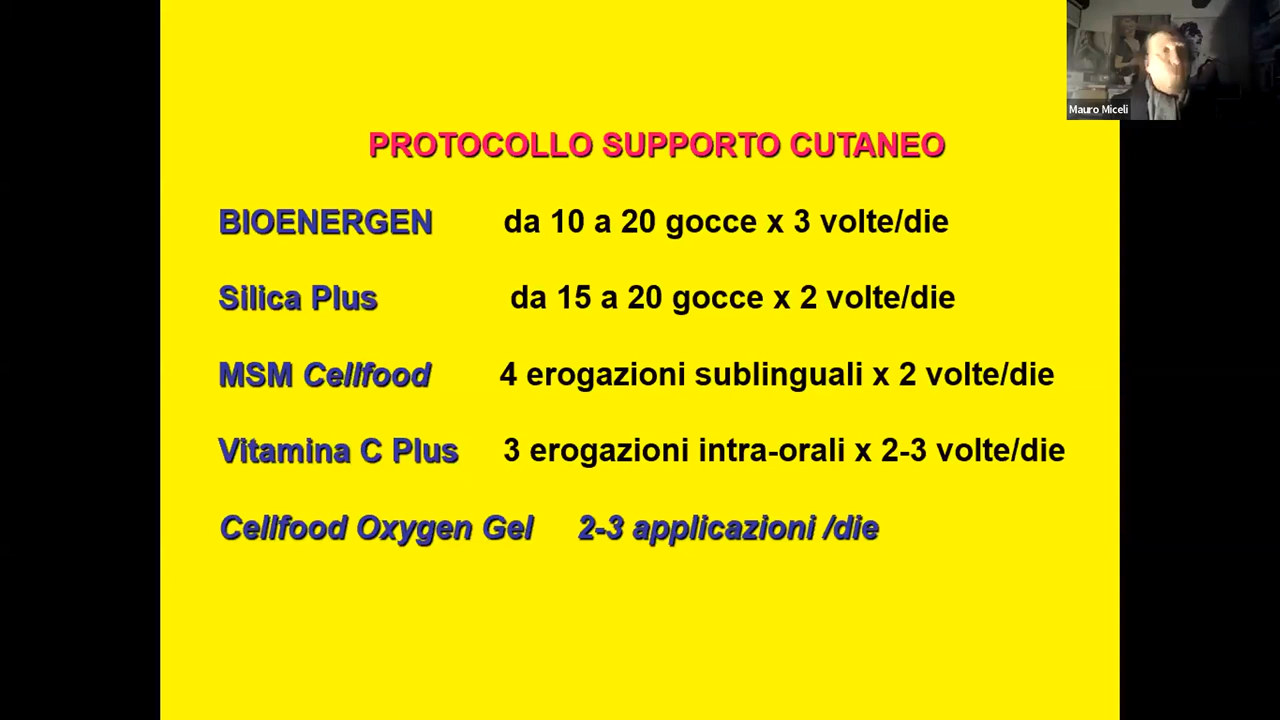 Mauro Miceli
PROTOCOLLO SUPPORTO CUTANEO
BIOENERGEN da 10 a 20 gocce x 3 volte/die
Silica Plus da 15 a 20 gocce x 2 volte/die
MSM Cellfood 4 erogazioni sublinguali x 2 volte/die
Vitamina C Plus 3 erogazioni intra-orali x 2-3 volte/die
Cellfood Oxygen Gel 2-3 applicazioni /die